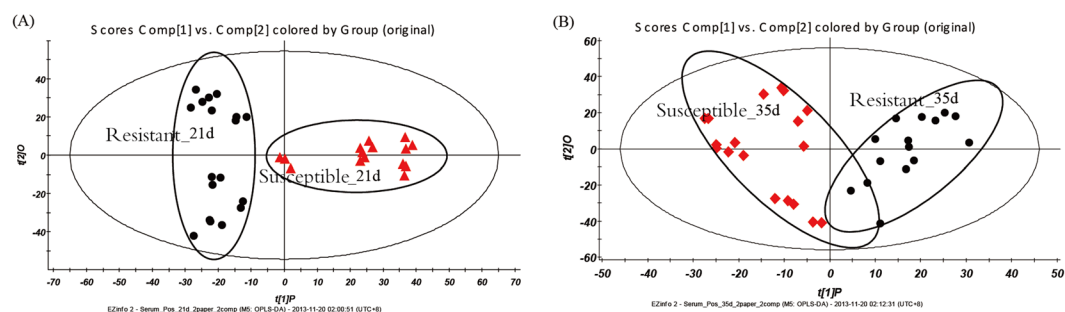 (A)
Scores Comp[1] vs. Comp[2] colored by Group (original)
t[2]O
40
20
0
-20
-40
Resistant_21d
Susceptible_21d
-70 -60 -50 -40 -30 -20 -10 0 10 20 30 40 50 60 70
t[1]P
EZinfo 2 - Serum_Pos_21d_2paper_2comp (M5: OPLS-DA) - 2013-11-20 02:00:51 (UTC+8)
(B)
Scores Comp[1] vs. Comp[2] colored by Group (original)
t[2]O
60
40
20
0
-20
-40
-60
Susceptible_35d
Resistant_35d
-50 -40 -30 -20 -10 0 10 20 30 40 50
t[1]P
EZinfo 2 - Serum_Pos_35d_2paper_2comp (M5: OPLS-DA) - 2013-11-20 02:12:31 (UTC+8)